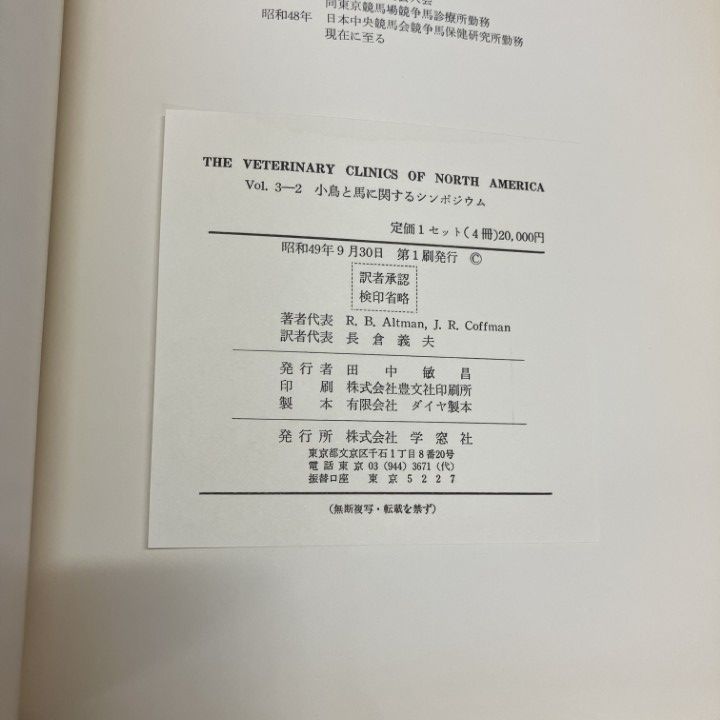 同東京競馬場競争馬診療所勤務
昭和48年 日本中央競馬会競争馬保健研究所勤務
現在に至る
THE VETERINARY CLINICS OF NORTH AMERICA
Vol. 3—2 小鳥と馬に関するシンポジウム
定価1セット(4冊)20,000円
昭和49年9月30日 第1刷発行 ©
訳者承認
検印省略
著者代表 R. B. Altman, J. R. Coffman
訳者代表 長倉義夫
発行者 田中敏昌
印刷 株式会社豊文社印刷所
製本 有限会社 ダイヤ製本
発行所 株式会社 学窓社
東京都文京区千石1丁目8番20号
電話東京 03 (944) 3671 (代)
振替口座 東京 5227
(無断複写・転載を禁ず)